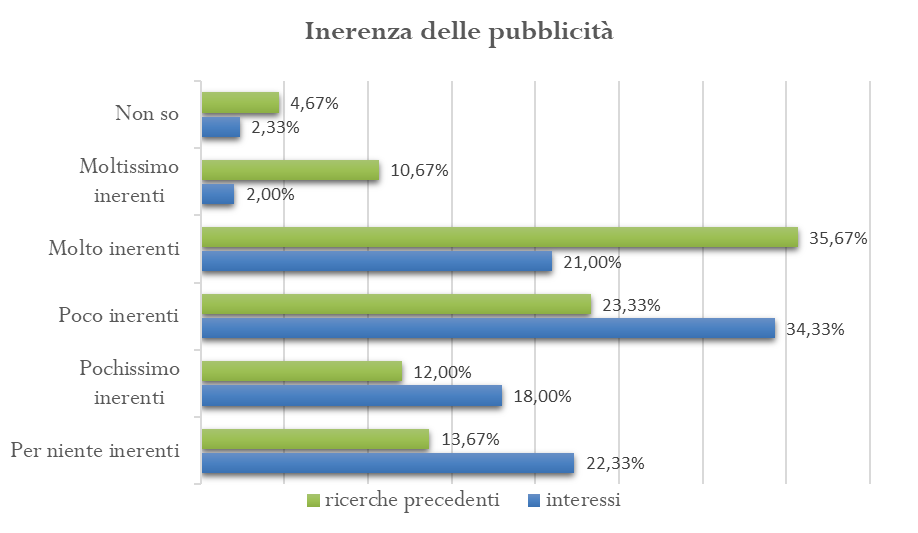 Inerenza delle pubblicità
Non so
4,67%
2,33%
Moltissimo
inerenti
10,67%
2,00%
Molto inerenti
35,67%
21,00%
Poco inerenti
23,33%
34,33%
Pochissimo
inerenti
12,00%
18,00%
Per niente inerenti
13,67%
22,33%
ricerche precedenti
interessi